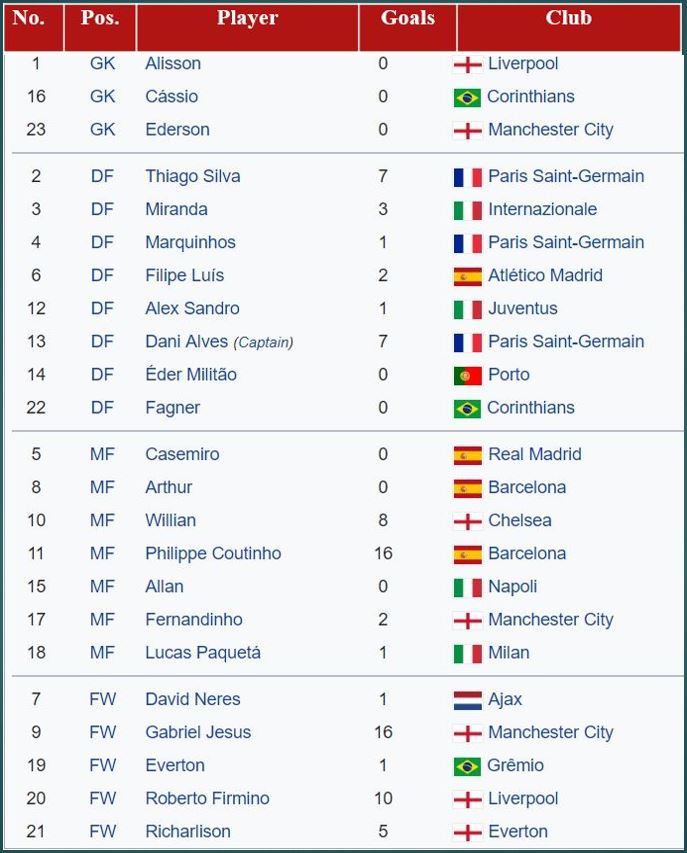 No. Pos. Player Goals Club
1 GK Alisson 0 Liverpool
16 GK Cássio 0 Corinthians
23 GK Ederson 0 Manchester City
2 DF Thiago Silva 7 Paris Saint-Germain
3 DF Miranda 3 Internazionale
4 DF Marquinhos 1 Paris Saint-Germain
6 DF Filipe Luís 2 Atlético Madrid
12 DF Alex Sandro 1 Juventus
13 DF Dani Alves (Captain) 7 Paris Saint-Germain
14 DF Éder Militão 0 Porto
22 DF Fagner 0 Corinthians
5 MF Casemiro 0 Real Madrid
8 MF Arthur 0 Barcelona
10 MF Willian 8 Chelsea
11 MF Philippe Coutinho 16 Barcelona
15 MF Allan 0 Napoli
17 MF Fernandinho 2 Manchester City
18 MF Lucas Paquetá 1 Milan
7 FW David Neres 1 Ajax
9 FW Gabriel Jesus 16 Manchester City
19 FW Everton 1 Grêmio
20 FW Roberto Firmino 10 Liverpool
21 FW Richarlison 5 Everton